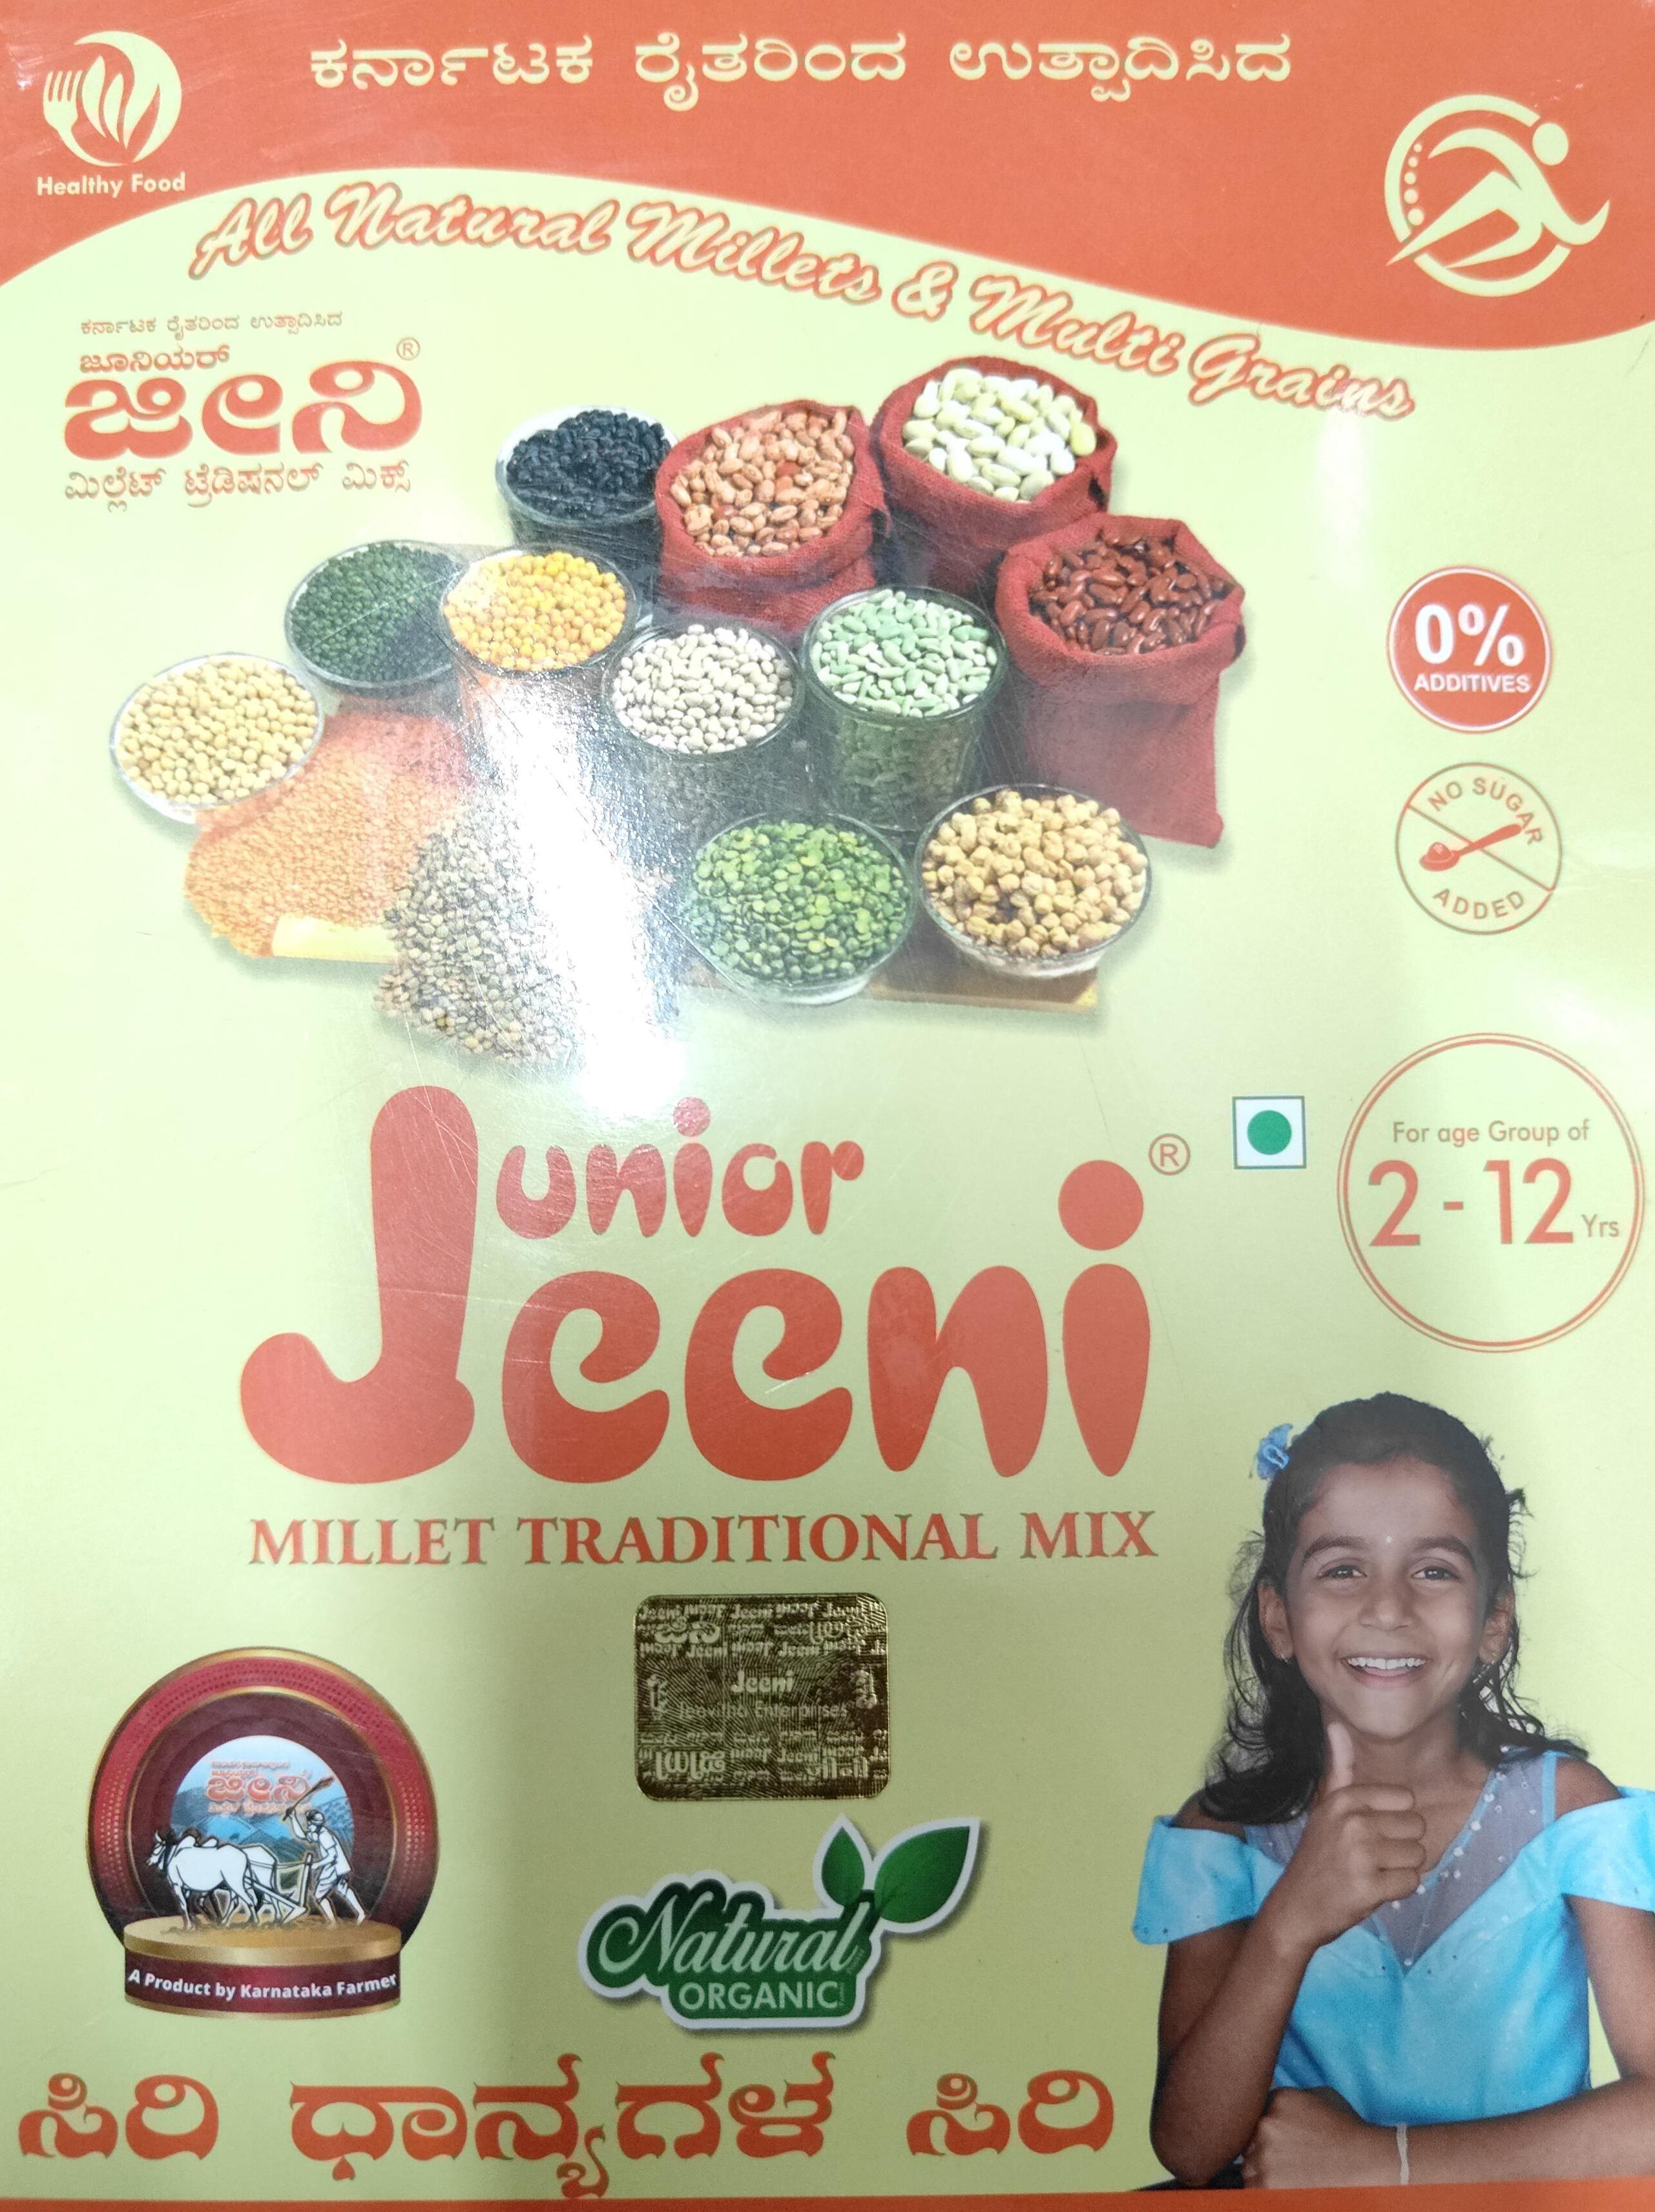 ಕರ್ನಾಟಕ ರೈತರಿಂದ ಉತ್ಪಾದಿಸಿದ
Healthy Food
All Natural Millets & Multi Grains
ಕರ್ನಾಟಕ ರೈತರಿಂದ ಉತ್ಪಾದಿಸಿದ
ಜೂನಿಯರ್
ಜೀನಿ ®
ಮಿಲ್ಲೆಟ್ ಟ್ರೆಡಿಷನಲ್ ಮಿಕ್ಸ್
0%
ADDITIVES
NO SUGAR
ADDED
Junior
Jeeni ®
For age Group of
2 - 12 Yrs
MILLET TRADITIONAL MIX
Jeeni
Jeevitha Enterprises
ಜೀನಿ
A Product by Karnataka Farmer
Natural
ORGANIC
ಸಿರಿ ಧಾನ್ಯಗಳ ಸಿರಿ